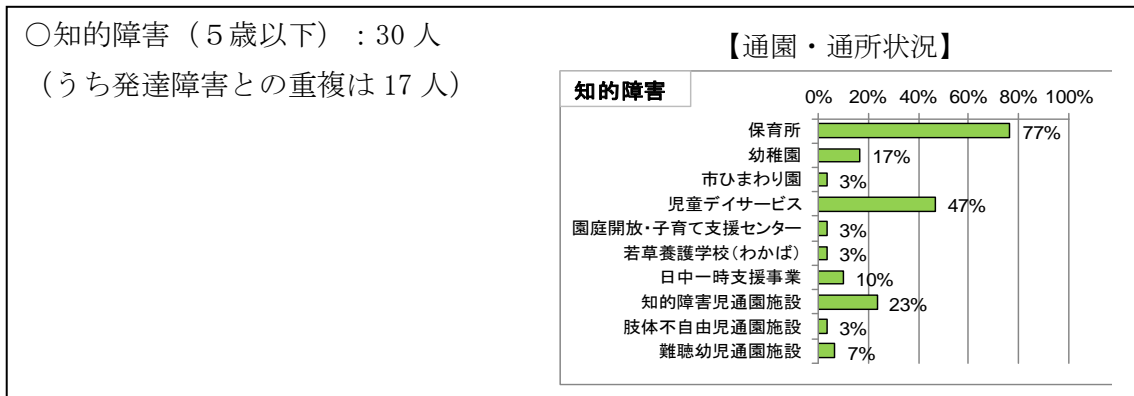 〇知的障害（５歳以下）：30 人
（うち発達障害との重複は 17 人）
【通園・通所状況】
知的障害
0% 20% 40% 60% 80% 100%
保育所 77%
幼稚園 17%
市ひまわり園 3%
児童デイサービス 47%
園庭開放・子育て支援センター 3%
若草養護学校（わかば） 3%
日中一時支援事業 10%
知的障害児通園施設 23%
肢体不自由児通園施設 3%
難聴幼児通園施設 7%